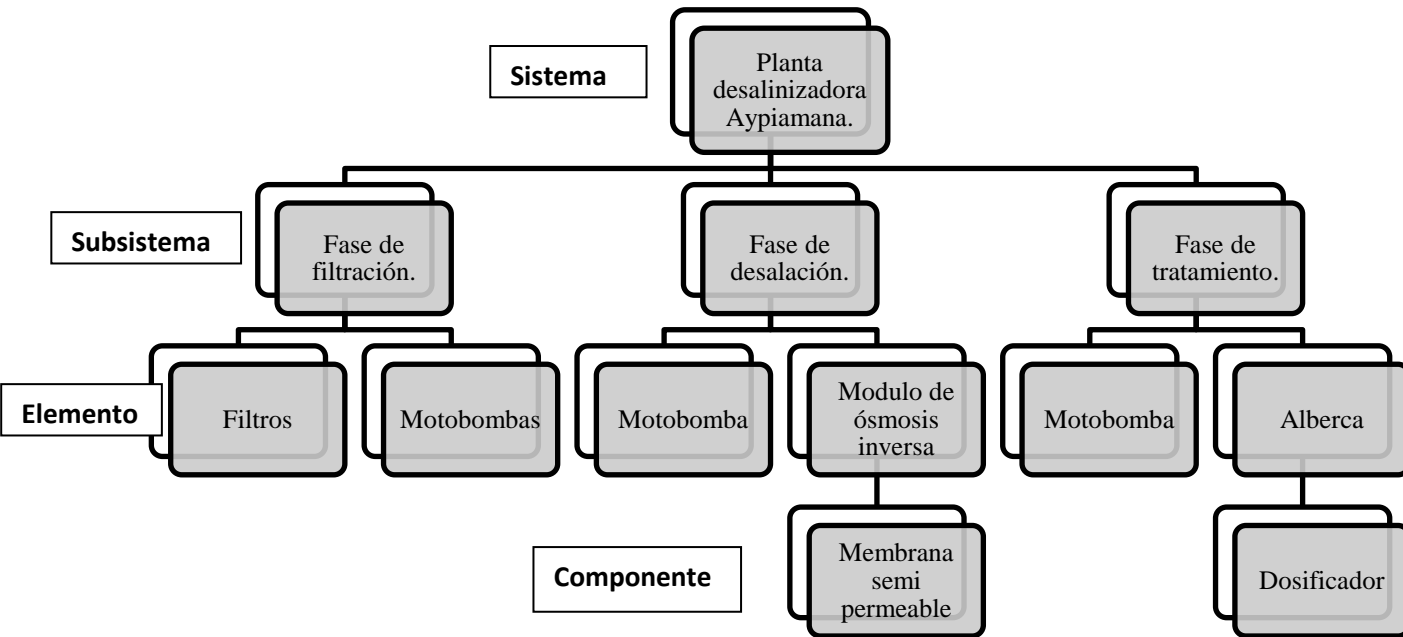 Sistema
Planta
desalinizadora
Aypiamana.
Subsistema
Fase de
filtración.
Fase de
desalación.
Fase de
tratamiento.
Elemento
Filtros
Motobombas
Motobomba
Modulo de
ósmosis
inversa
Motobomba
Alberca
Componente
Membrana
semi
permeable
Dosificador